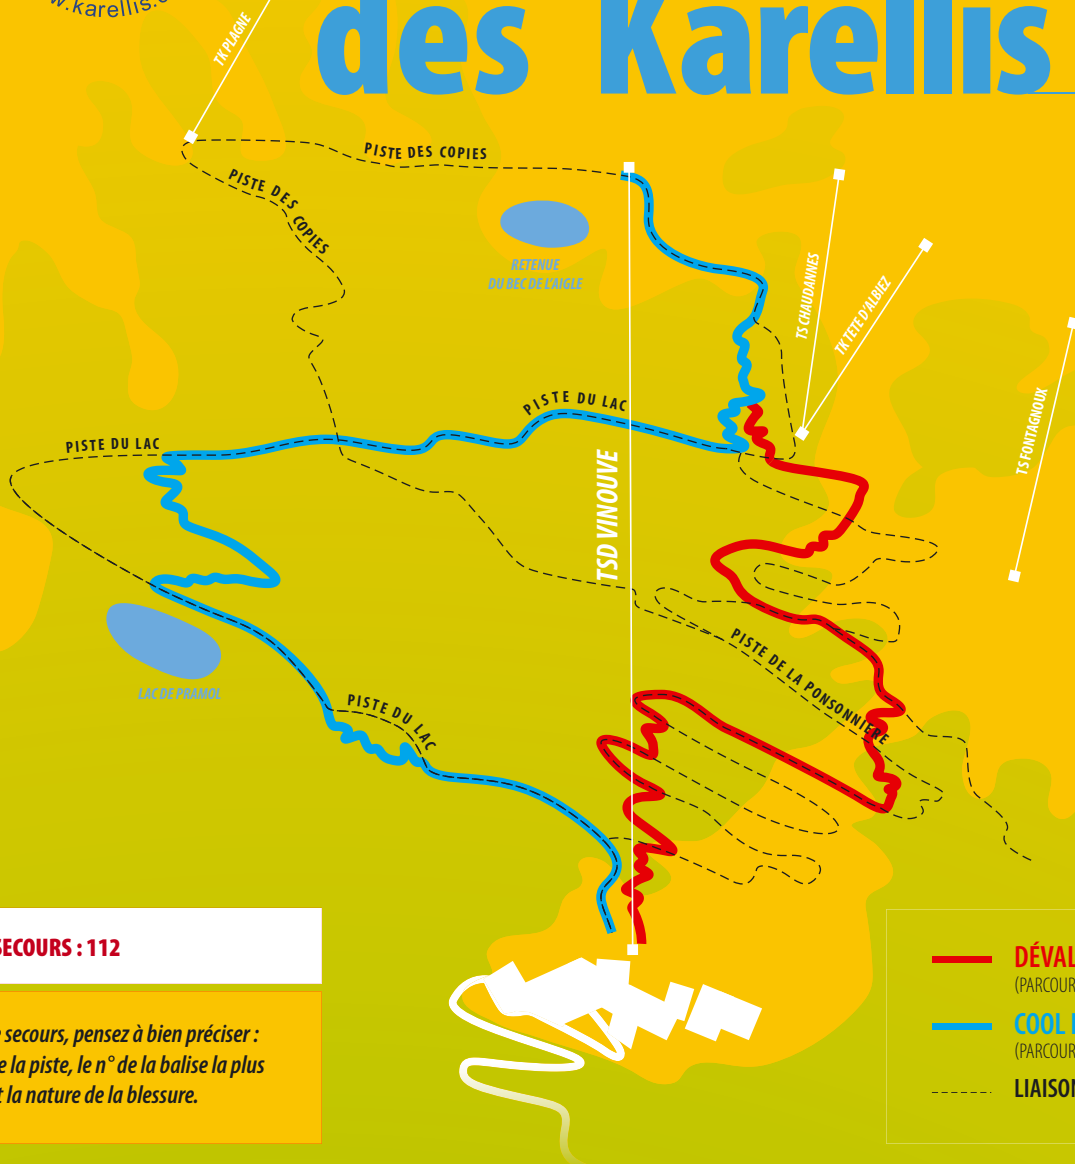 des Karellis
TK PLAGNE
PISTE DES COPIES
PISTE DES COPIES
RETENUE
DU BEC DE L'AIGLE
TS CHAUDANNES
TK TETE D'ALBIEZ
TS FONTAGNOUX
PISTE DU LAC
PISTE DU LAC
TSD VINOUVE
PISTE DE LA PONSONNIERE
LAC DE PRAMOL
PISTE DU LAC
SECOURS : 112
secours, pensez à bien préciser :
la piste, le n° de la balise la plus
la nature de la blessure.
DÉVAL
(PARCOUR
COOL
(PARCOUR
LIAISON